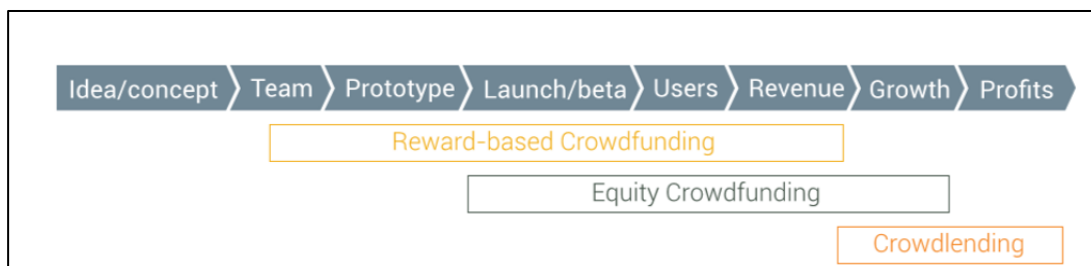 Idea/concept Team Prototype Launch/beta Users Revenue Growth Profits
Reward-based Crowdfunding
Equity Crowdfunding
Crowdlending